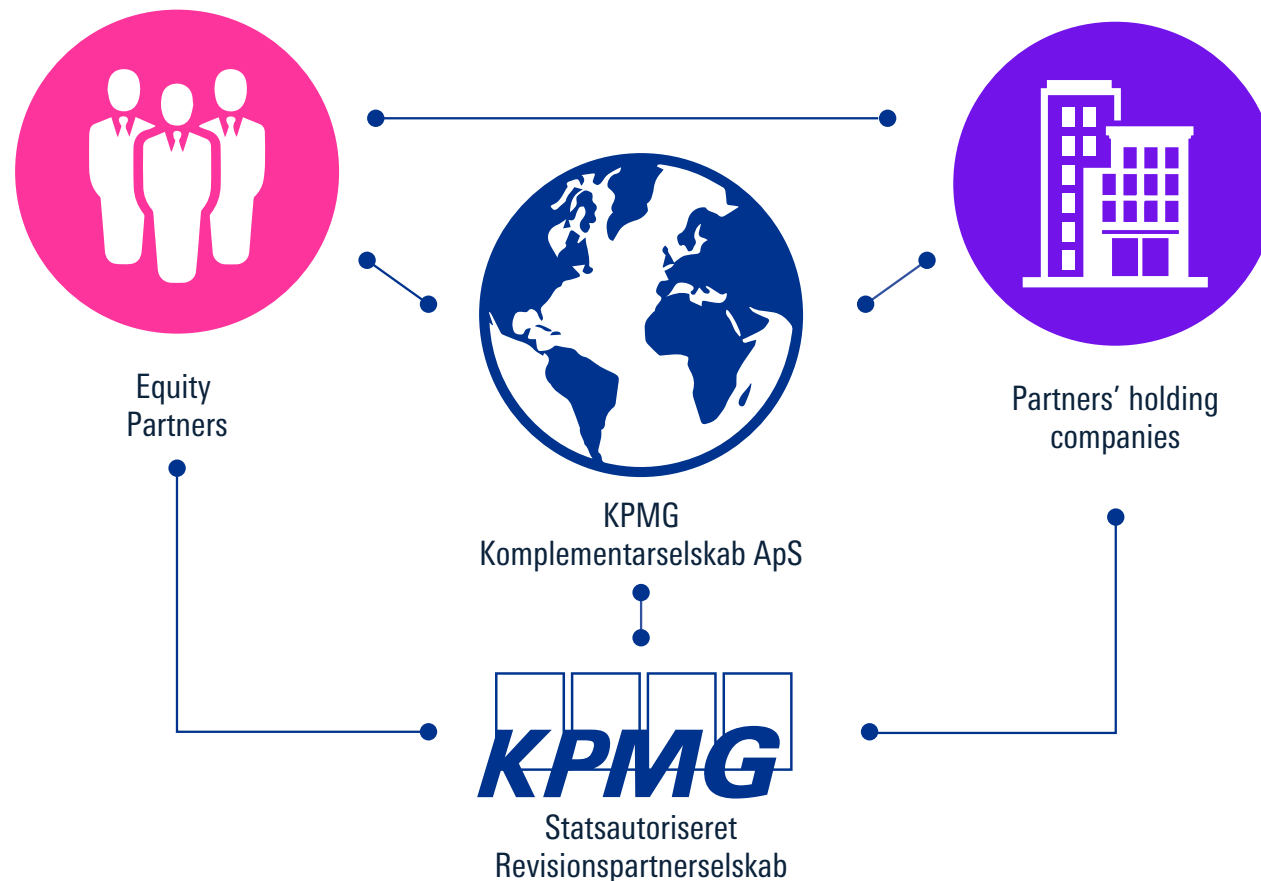 Equity
Partners
Partners’ holding
companies
KPMG
Komplementarselskab ApS
KPMG
Statsautoriseret
Revisionspartnerselskab